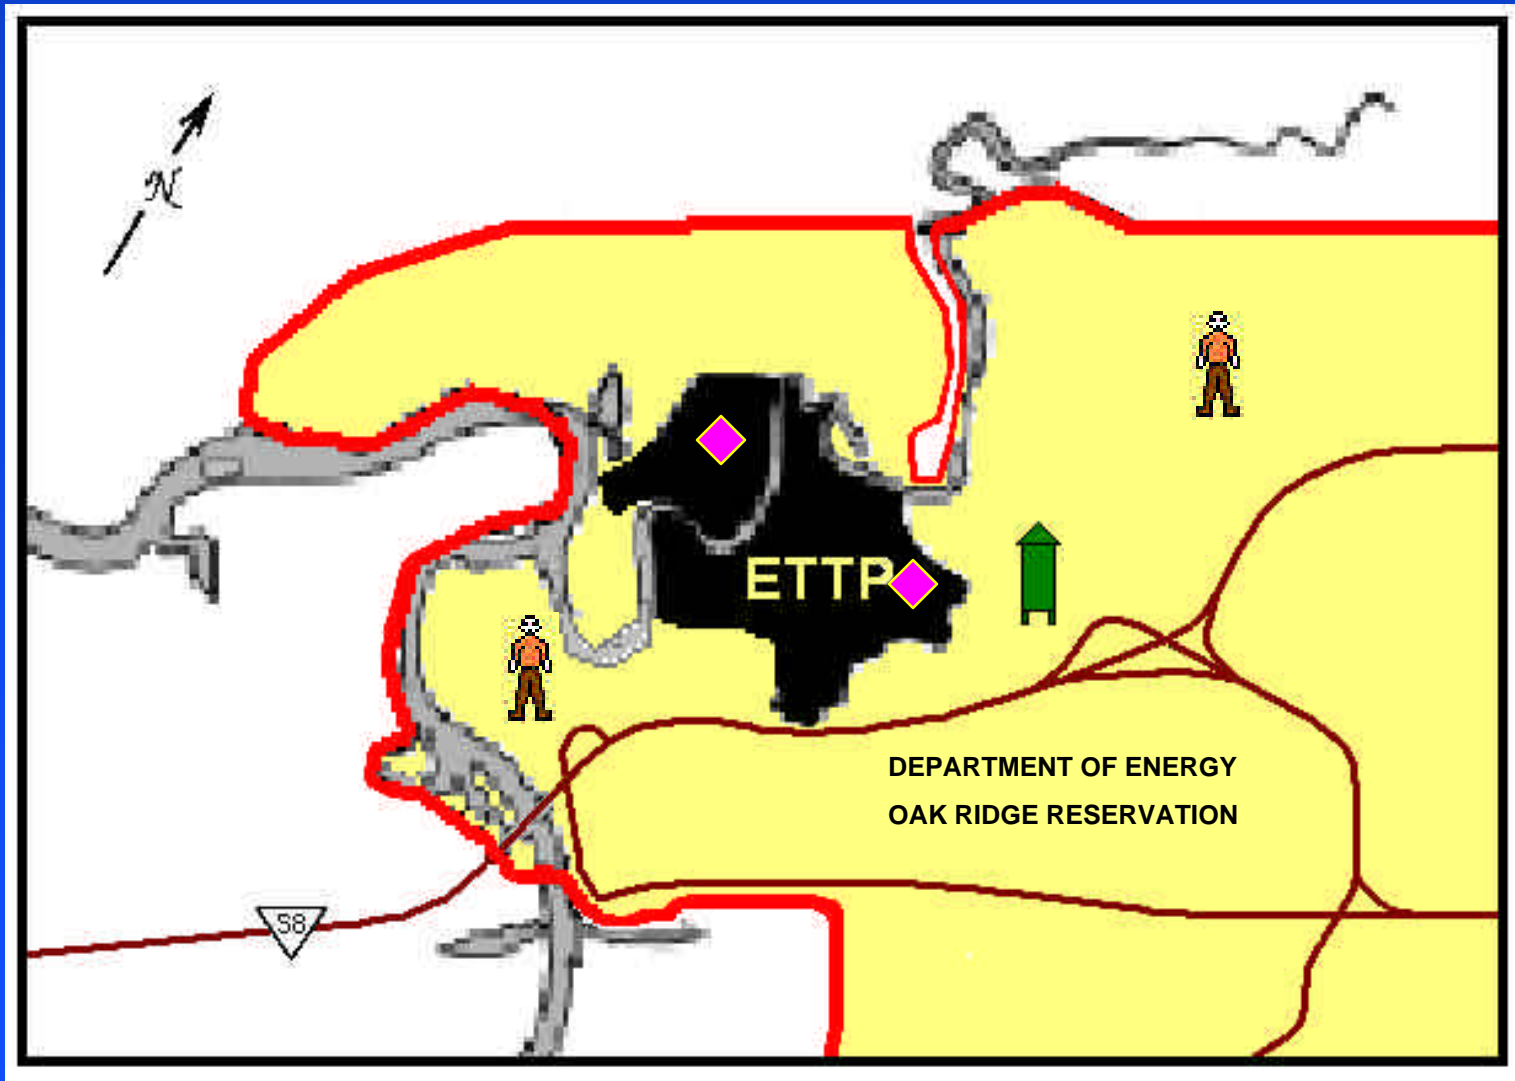 N
ETTP
DEPARTMENT OF ENERGY
OAK RIDGE RESERVATION
58